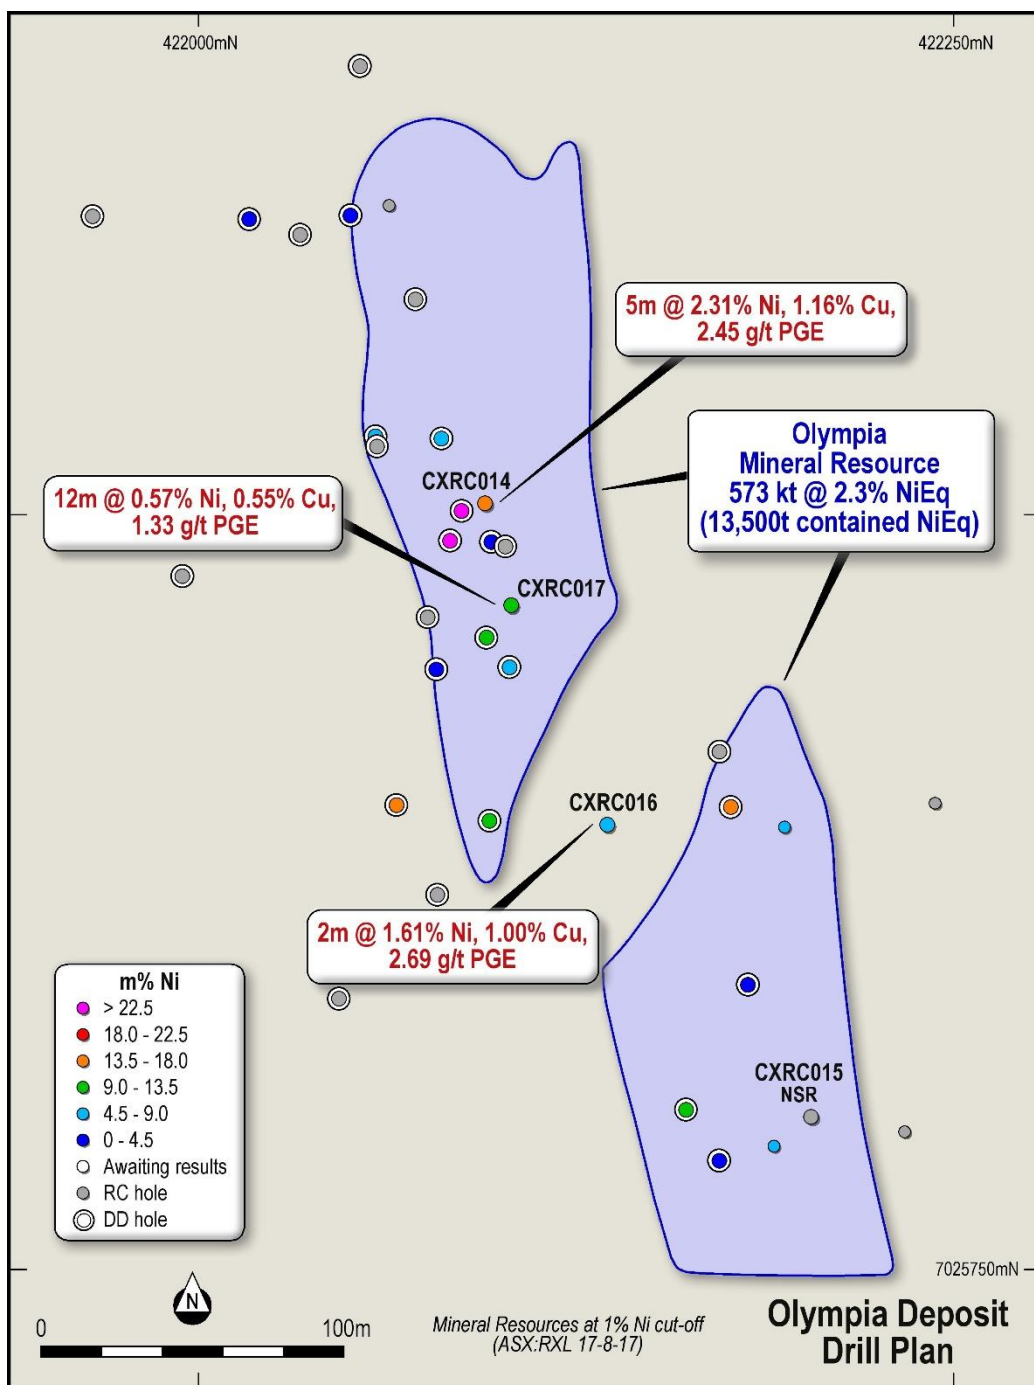 422000mN
422250mN
5m @ 2.31% Ni, 1.16% Cu,
2.45 g/t PGE
Olympia
Mineral Resource
573 kt @ 2.3% NiEq
(13,500t contained NiEq)
CXRC014
12m @ 0.57% Ni, 0.55% Cu,
1.33 g/t PGE
CXRC017
CXRC016
2m @ 1.61% Ni, 1.00% Cu,
2.69 g/t PGE
CXRC015
NSR
m% Ni
> 22.5
18.0 - 22.5
13.5 - 18.0
9.0 - 13.5
4.5 - 9.0
0 - 4.5
Awaiting results
RC hole
DD hole
7025750mN
N
0
100m
Mineral Resources at 1% Ni cut-off
(ASX:RXL 17-8-17)
Olympia Deposit
Drill Plan